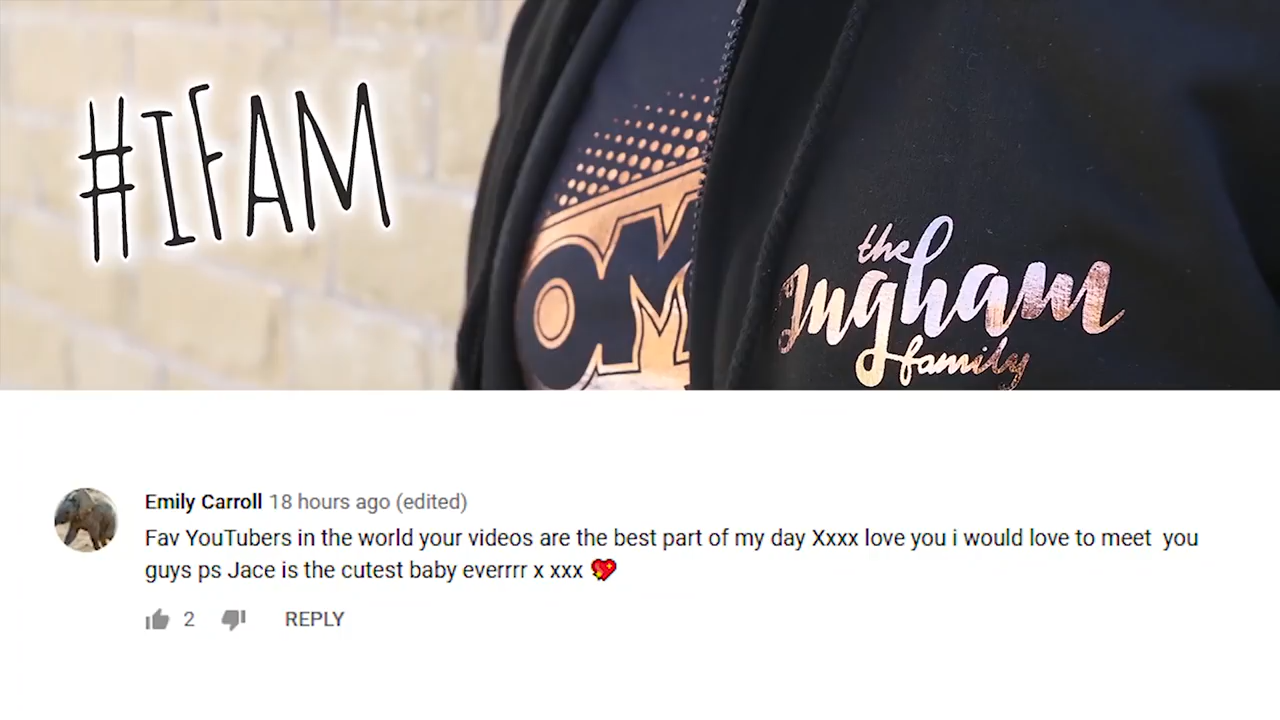 #IFAM
OM
the
Ingham
family
Emily Carroll 18 hours ago (edited)
Fav YouTubers in the world your videos are the best part of my day Xxxx love you i would love to meet  you
guys ps Jace is the cutest baby everrrr x xxx 💖
2 REPLY